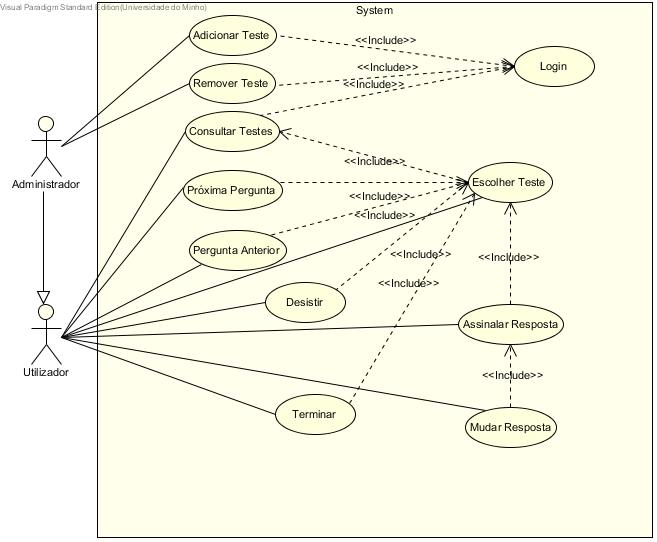 Visual Paradigm Standard Edition(Universidade do Minho)
System
Adicionar Teste
<<Include>>
Login
Remover Teste
<<Include>>
<<Include>>
Consultar Testes
Administrador
<<Include>>
Escolher Teste
Próxima Pergunta
<<Include>>
<<Include>>
Pergunta Anterior
<<Include>>
<<Include>>
<<Include>>
Desistir
Assinalar Resposta
Utilizador
<<Include>>
Terminar
Mudar Resposta